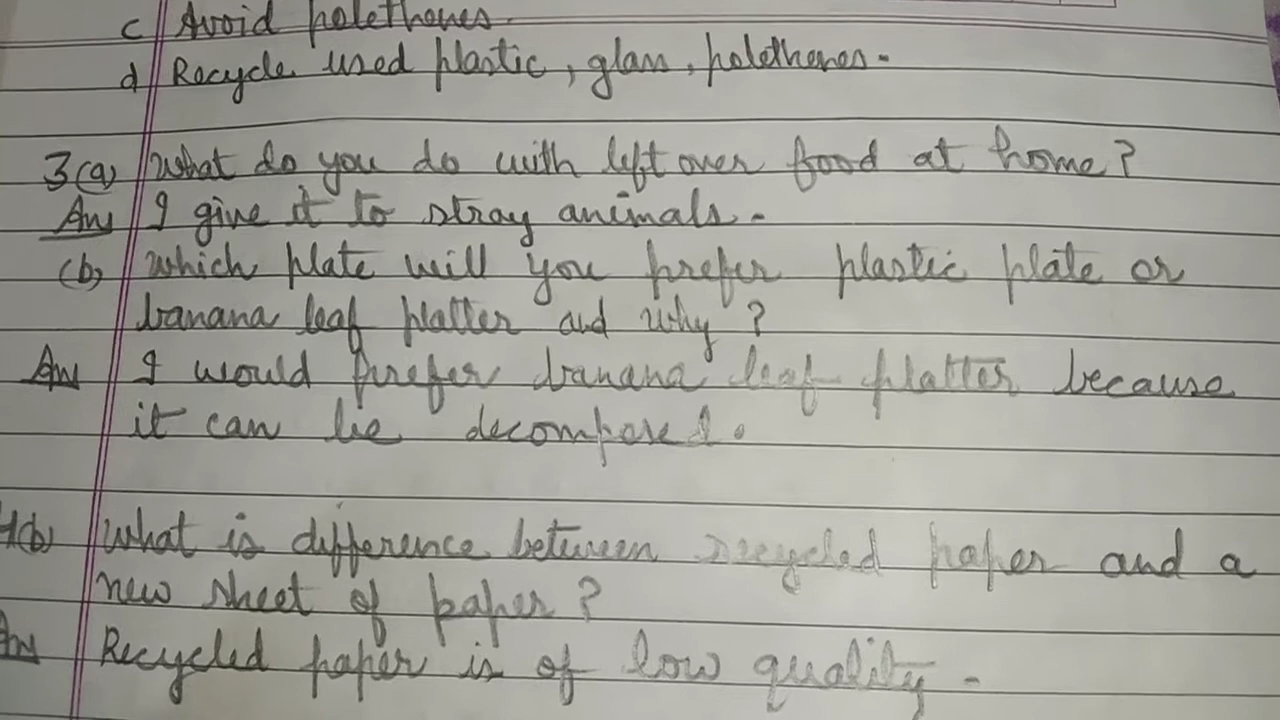 c Avoid polethenes.
d Recycle used plastic, glass, polethenes.
3(a) What do you do with left over food at home?
Ans I give it to stray animals.
(b) which plate will you prefer plastic plate or
banana leaf platter and why?
Ans I would prefer banana leaf platter because
it can be decomposed.
4(b) What is difference between recycled paper and a
new sheet of paper?
Ans Recycled paper is of low quality.